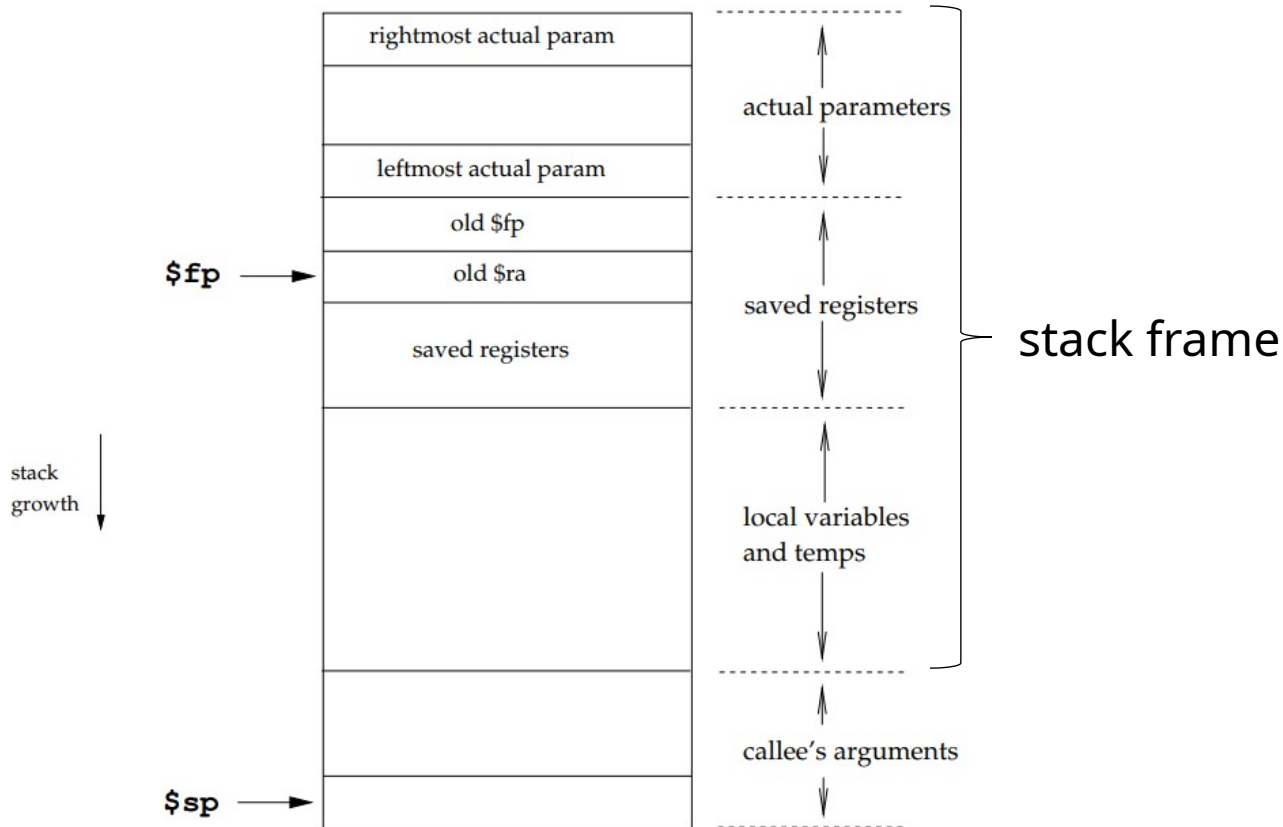 rightmost actual param
actual parameters
leftmost actual param
old $fp
$fp
old $ra
saved registers
stack frame
saved registers
stack
growth
local variables
and temps
callee's arguments
$sp